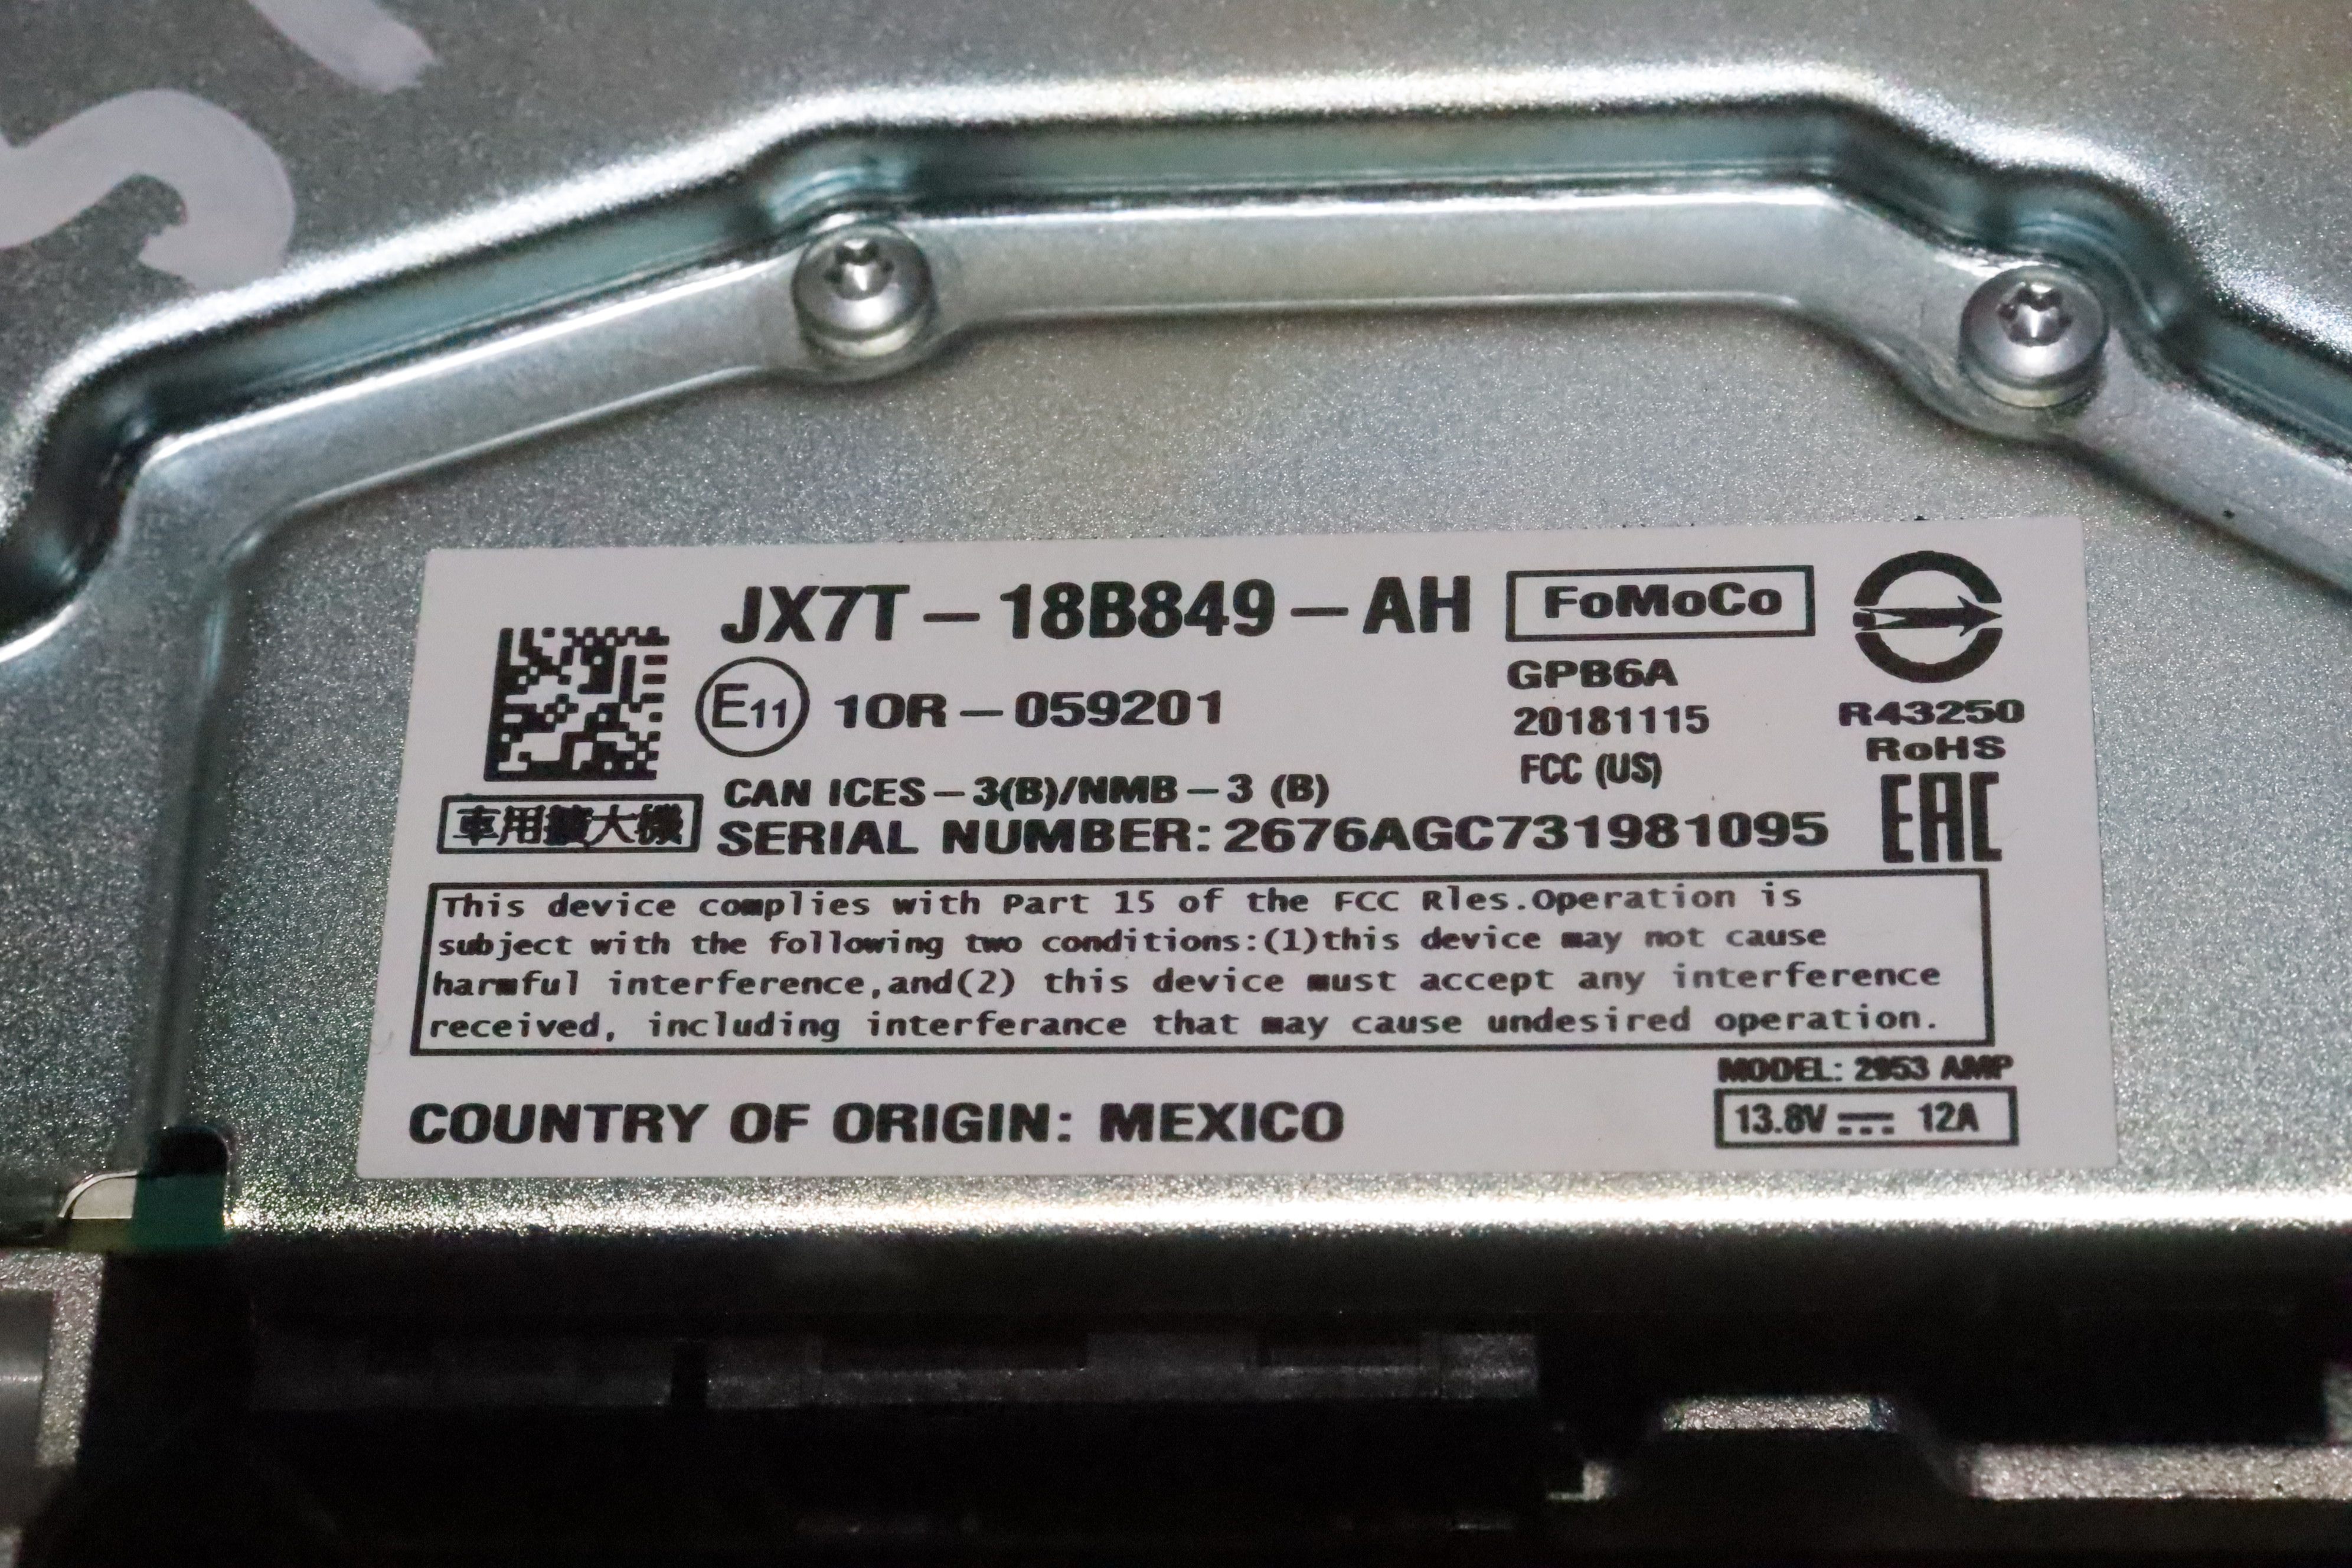 JX7T-18B849-AH
FoMoCo
E11 10R-059201
GPB6A
20181115
FCC (US)
R43250
RoHS
EAC
CAN ICES-3(B)/NMB-3 (B)
車用擴大機
SERIAL NUMBER: 2676AGC731981095
This device complies with Part 15 of the FCC Rles.Operation is
subject with the following two conditions:(1)this device may not cause
harmful interference,and(2) this device must accept any interference
received, including interferance that may cause undesired operation.
MODEL: 2953 AMP
COUNTRY OF ORIGIN: MEXICO
13.8V 12A